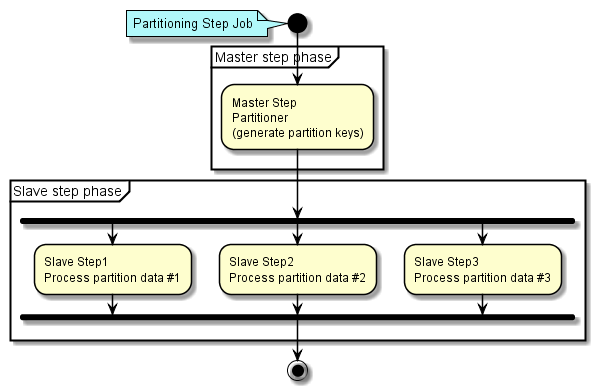 Partitioning Step Job
Master step phase
Master Step
Partitioner
(generate partition keys)
Slave step phase
Slave Step1
Process partition data #1
Slave Step2
Process partition data #2
Slave Step3
Process partition data #3